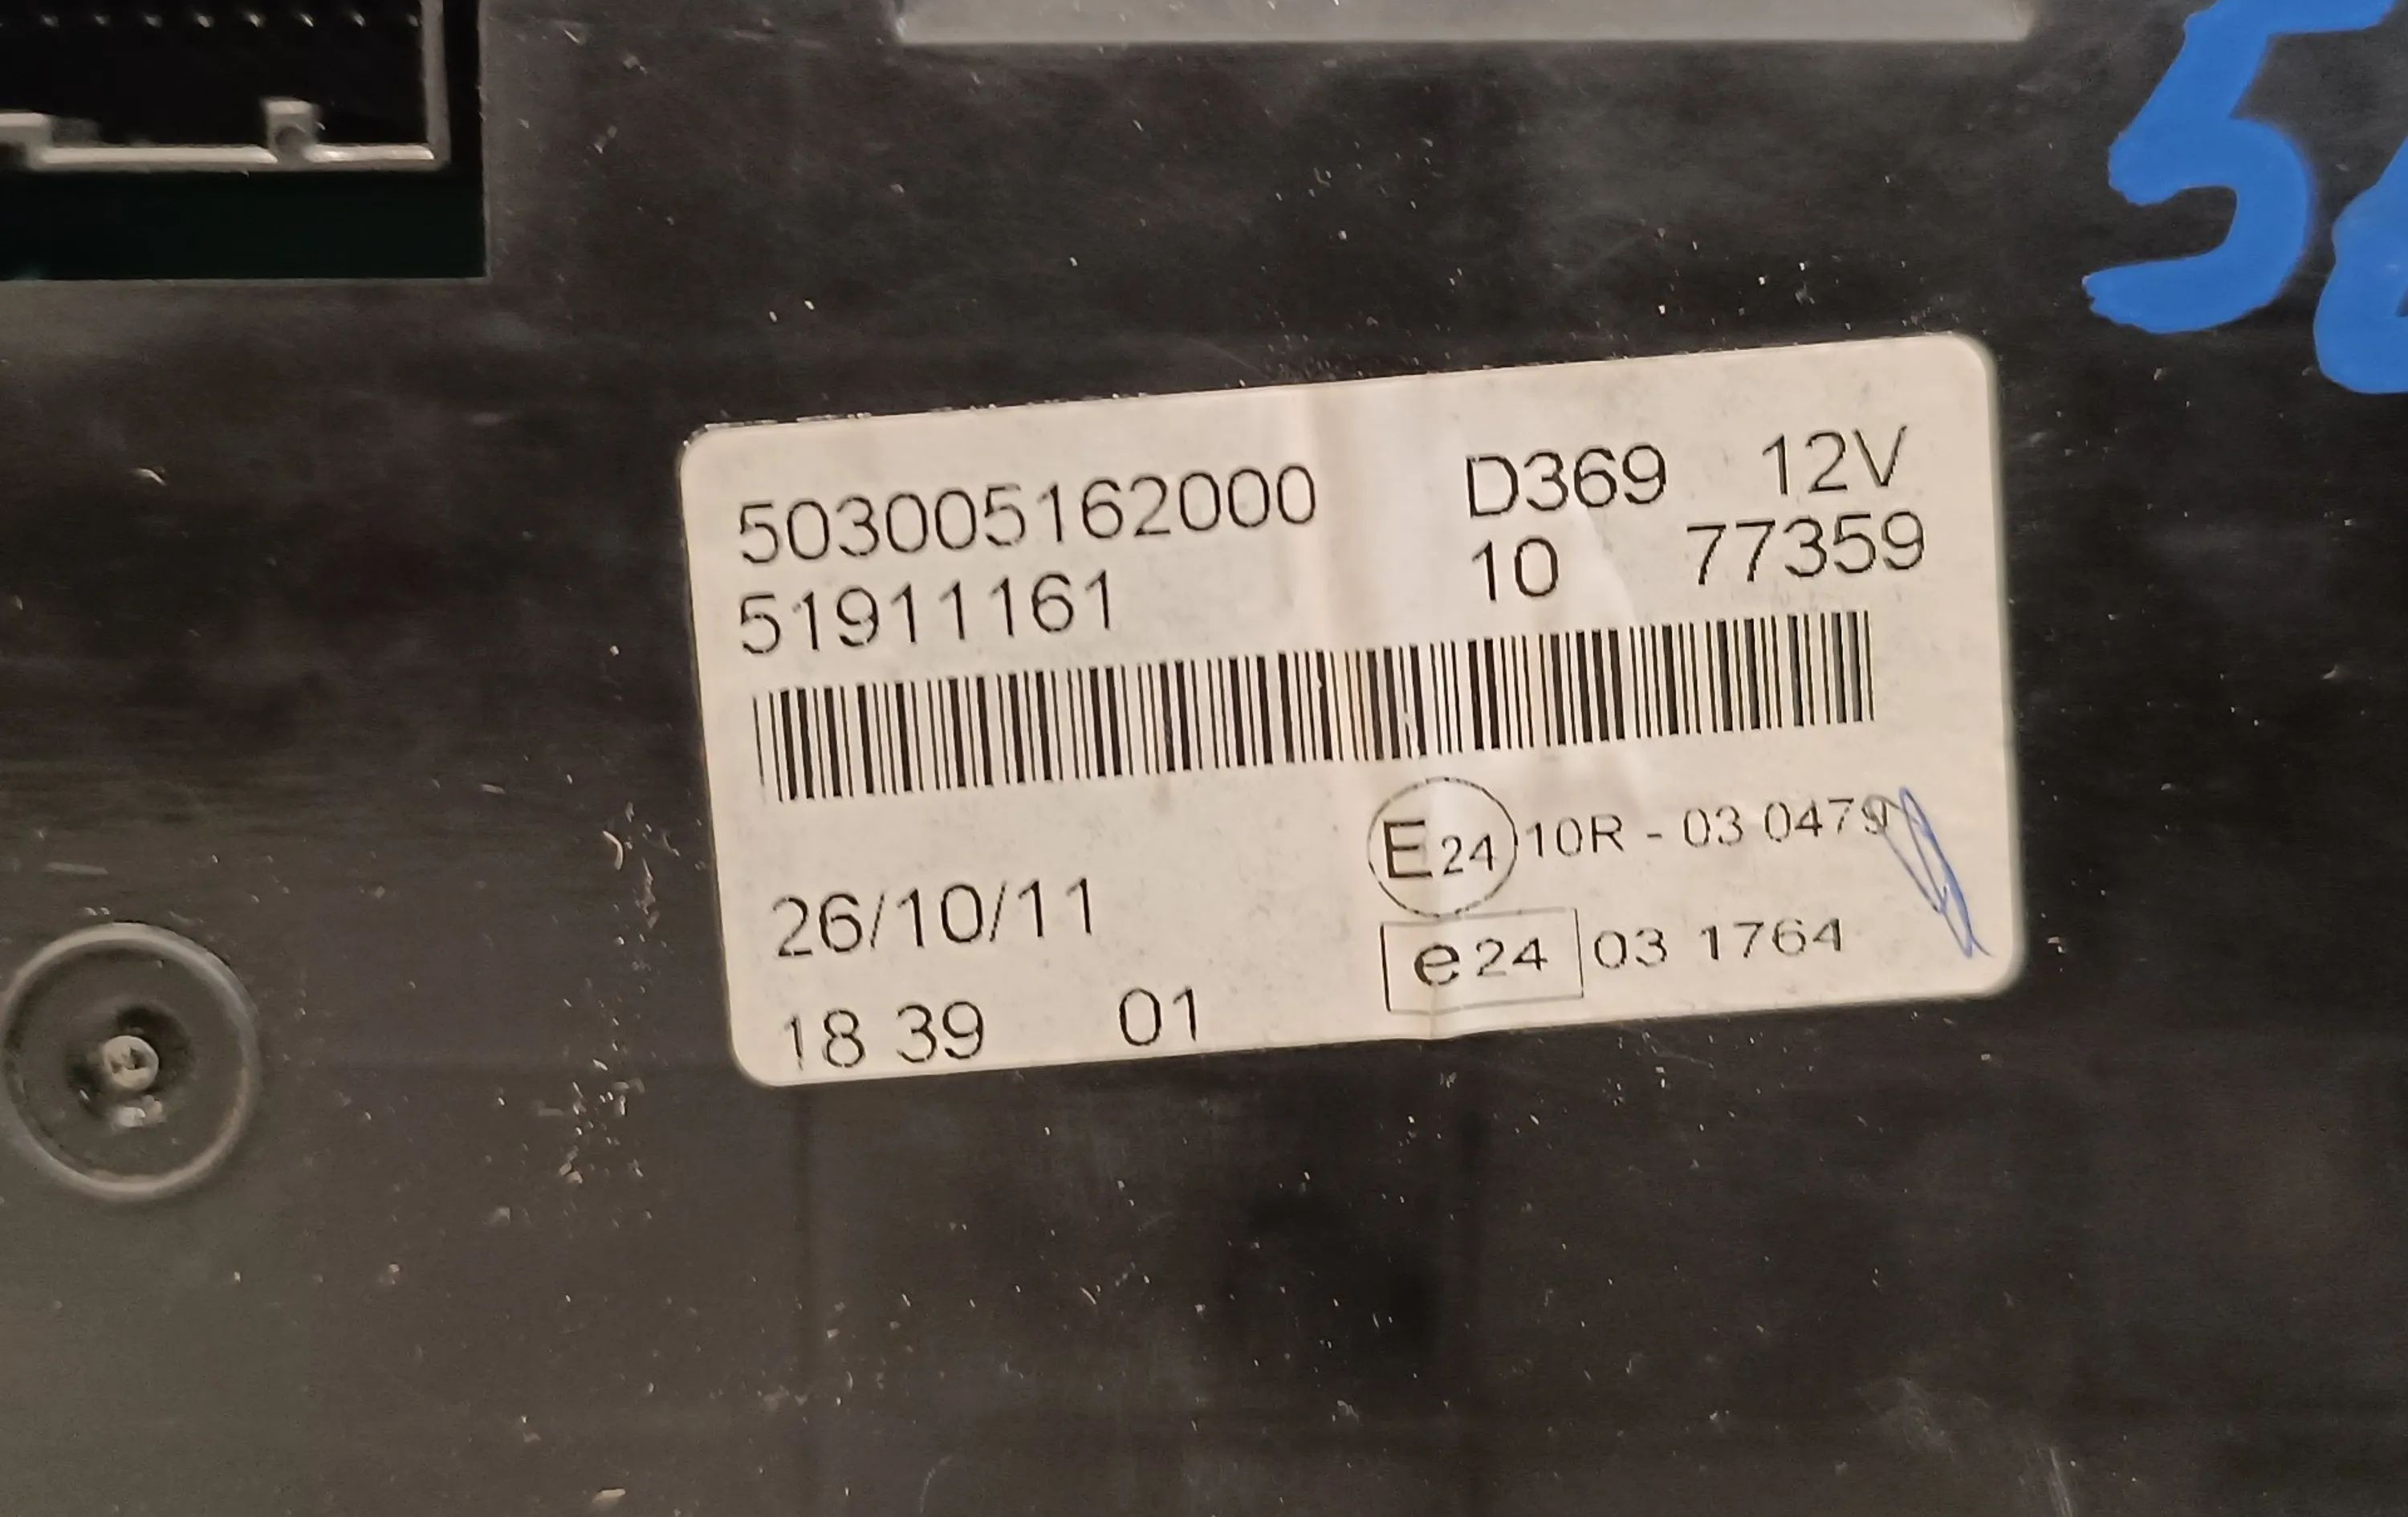 503005162000 D369 12V
51911161 10 77359
E24 10R - 03 0479
26/10/11
e24 03 1764
18 39 01